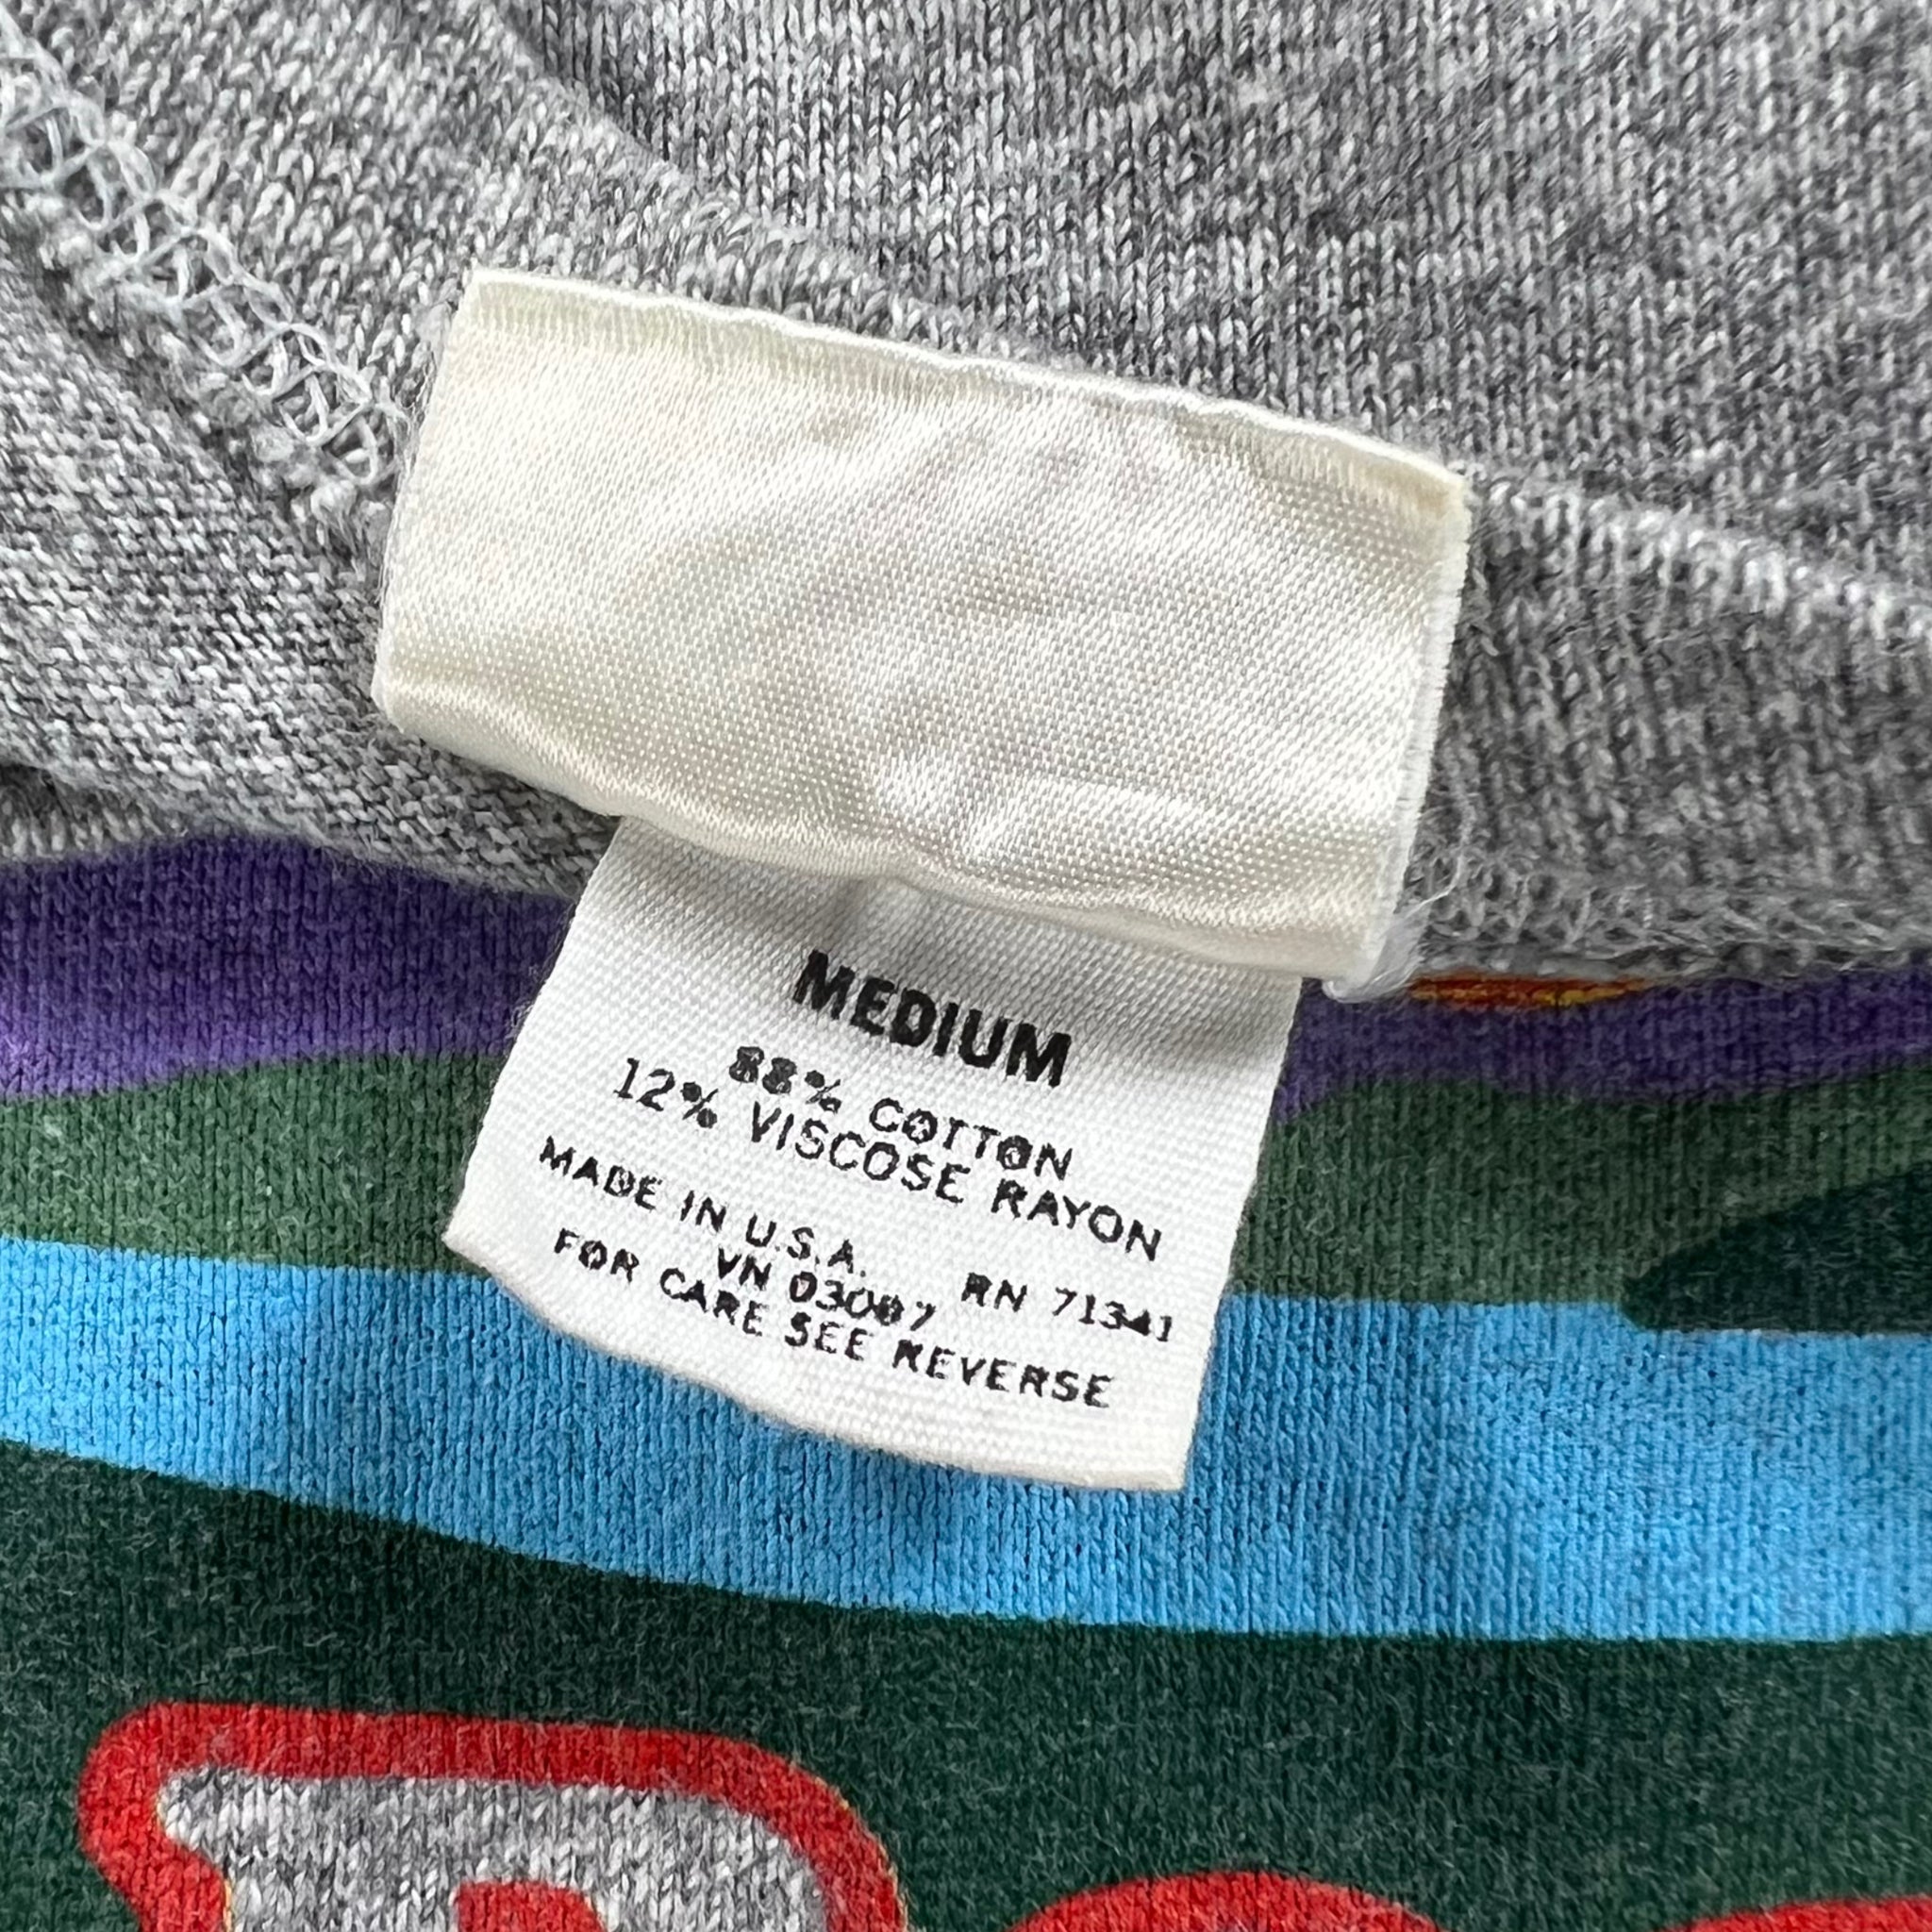 MEDIUM
88% COTTON
12% VISCOSE RAYON
MADE IN U.S.A. RN 71341
VN 03007
FOR CARE SEE REVERSE